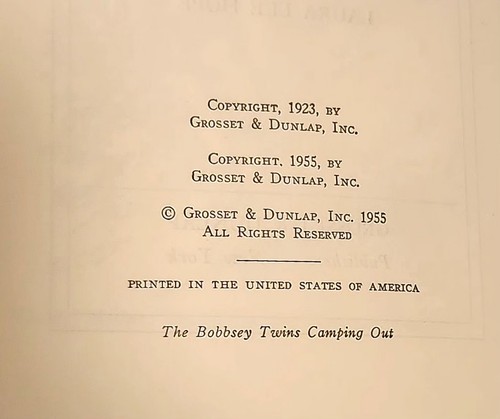 COPYRIGHT, 1923, BY
GROSSET & DUNLAP, INC.
COPYRIGHT. 1955, BY
GROSSET & DUNLAP, INC.
© GROSSET & DUNLAP, INC. 1955
ALL RIGHTS RESERVED
PRINTED IN THE UNITED STATES OF AMERICA
The Bobbsey Twins Camping Out